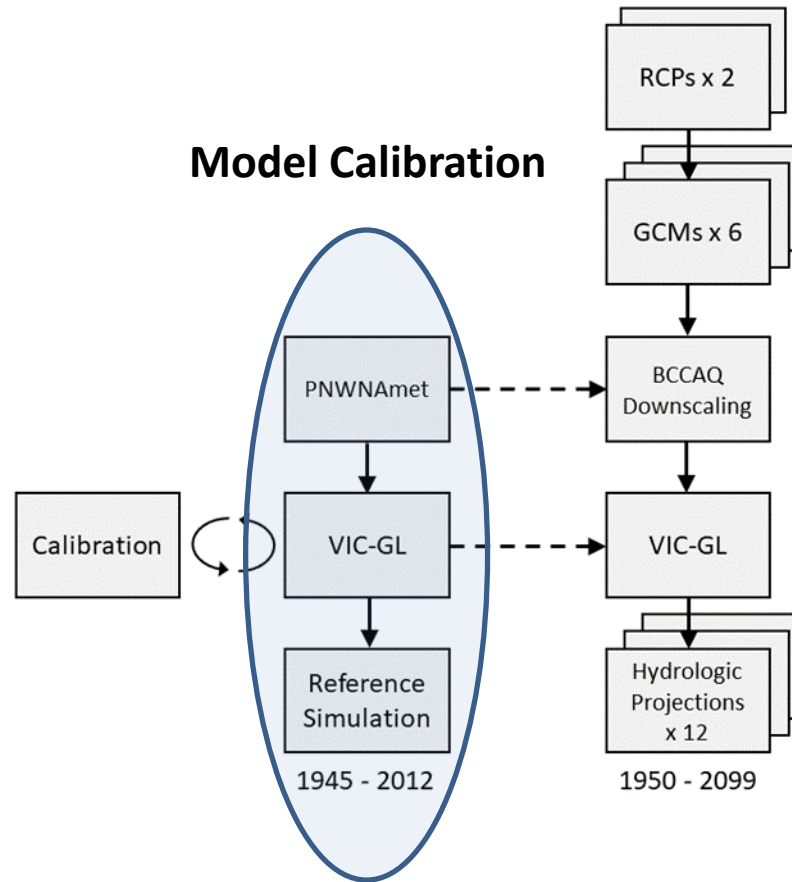 RCPs x 2
Model Calibration
GCMs x 6
PNWNAmet
BCCAQ
Downscaling
Calibration
VIC-GL
VIC-GL
Reference
Simulation
Hydrologic
Projections
x 12
1945 - 2012
1950 - 2099